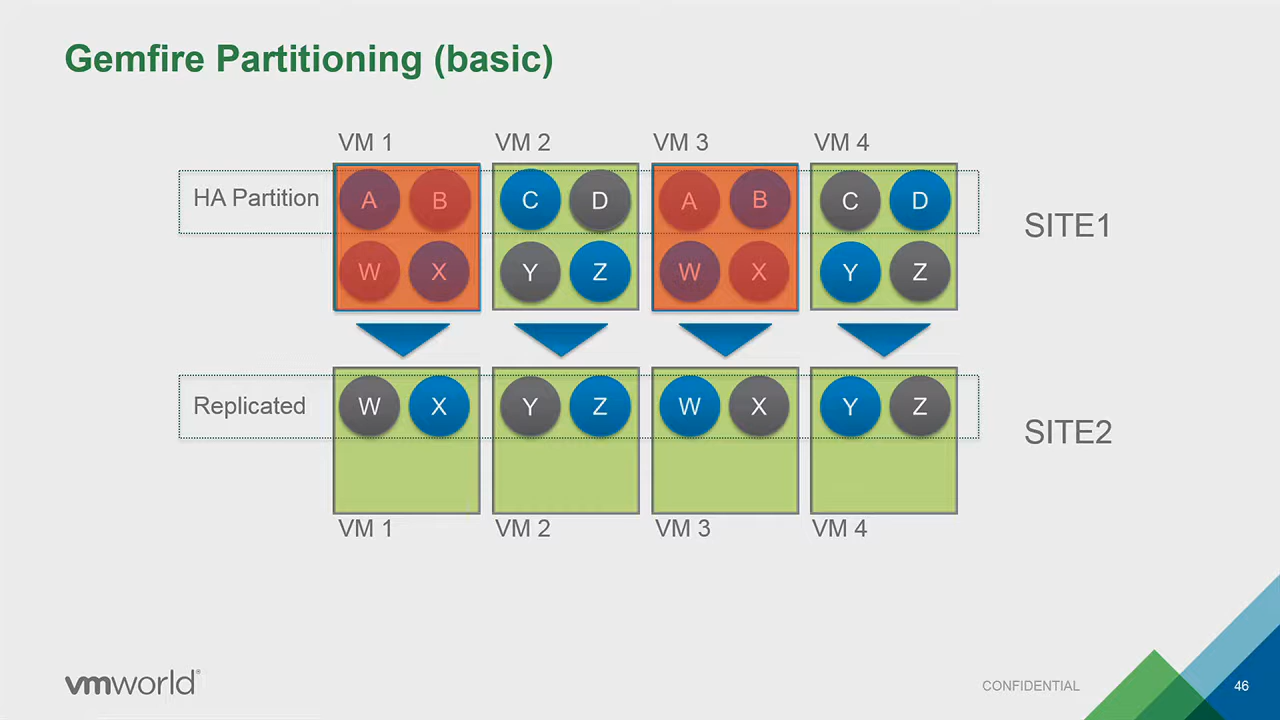 Gemfire Partitioning (basic)
VM 1 VM 2 VM 3 VM 4
HA Partition A B C D A B C D
SITE1
W X Y Z W X Y Z
Replicated W X Y Z W X Y Z
SITE2
VM 1 VM 2 VM 3 VM 4
vmworld® CONFIDENTIAL 46